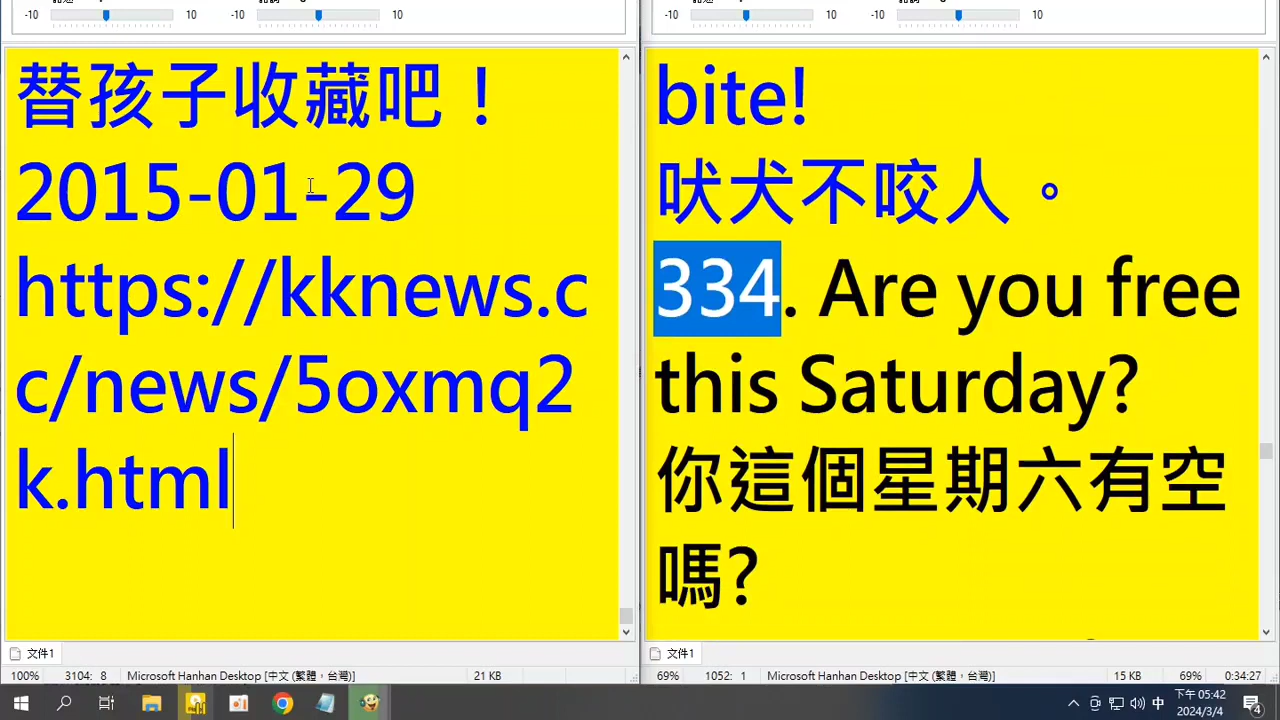 -10
10
-10
10
-10
10
-10
10
替孩子收藏吧！
2015-01-29
https://kknews.c
c/news/5oxmq2
k.html
bite!
吠犬不咬人。
334. Are you free
this Saturday?
你這個星期六有空
嗎?
文件1
文件1
100%
3104: 8
Microsoft Hanhan Desktop [中文 (繁體，台灣)]
21 KB
69%
1052: 1
Microsoft Hanhan Desktop [中文 (繁體，台灣)]
15 KB
69%
0:34:27
中
下午 05:42
2024/3/4
4